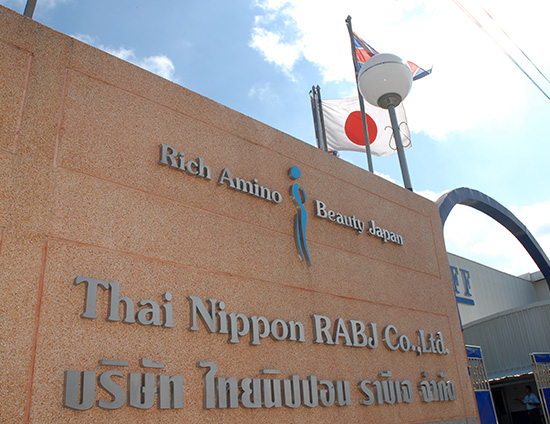 Rich Amino Beauty Japan
Thai Nippon RABJ Co.,Ltd.
บริษัท ไทยนิปปอน ราบีเจ จำกัด
FF